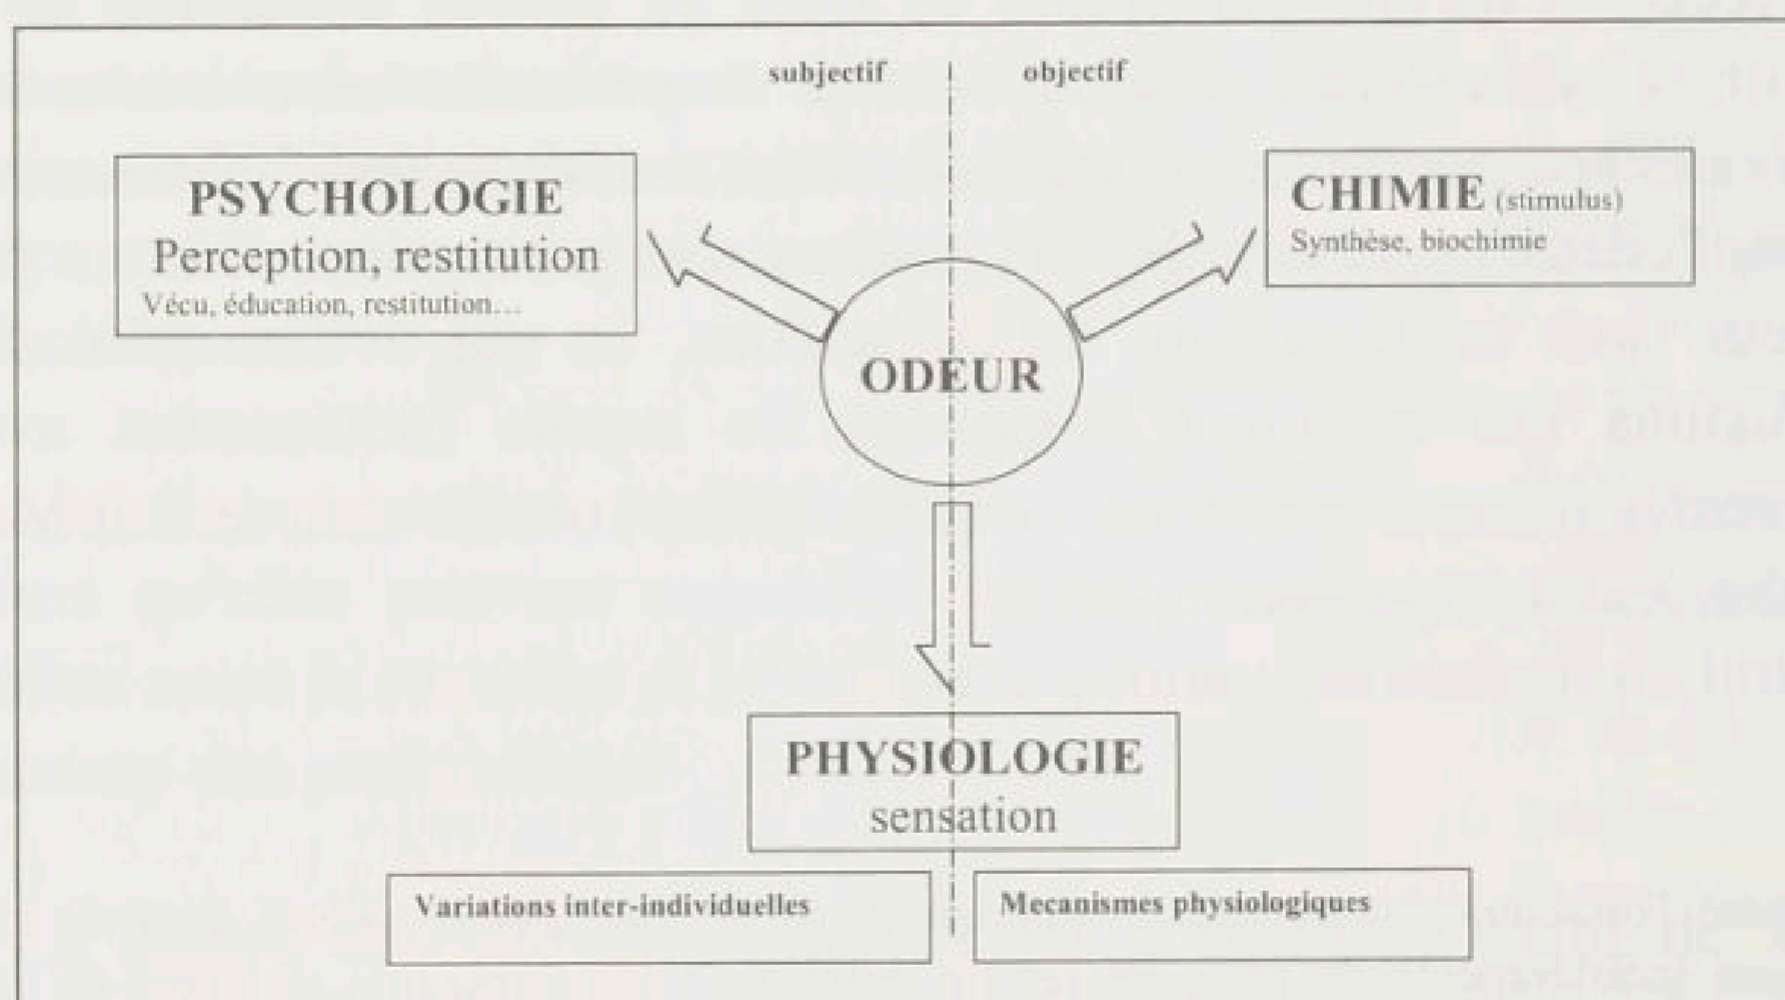 subjectif
objectif
PSYCHOLOGIE
Perception, restitution
Vécu, éducation, restitution...
CHIMIE (stimulus)
Synthèse, biochimie
ODEUR
PHYSIOLOGIE
sensation
Variations inter-individuelles
Mecanismes physiologiques